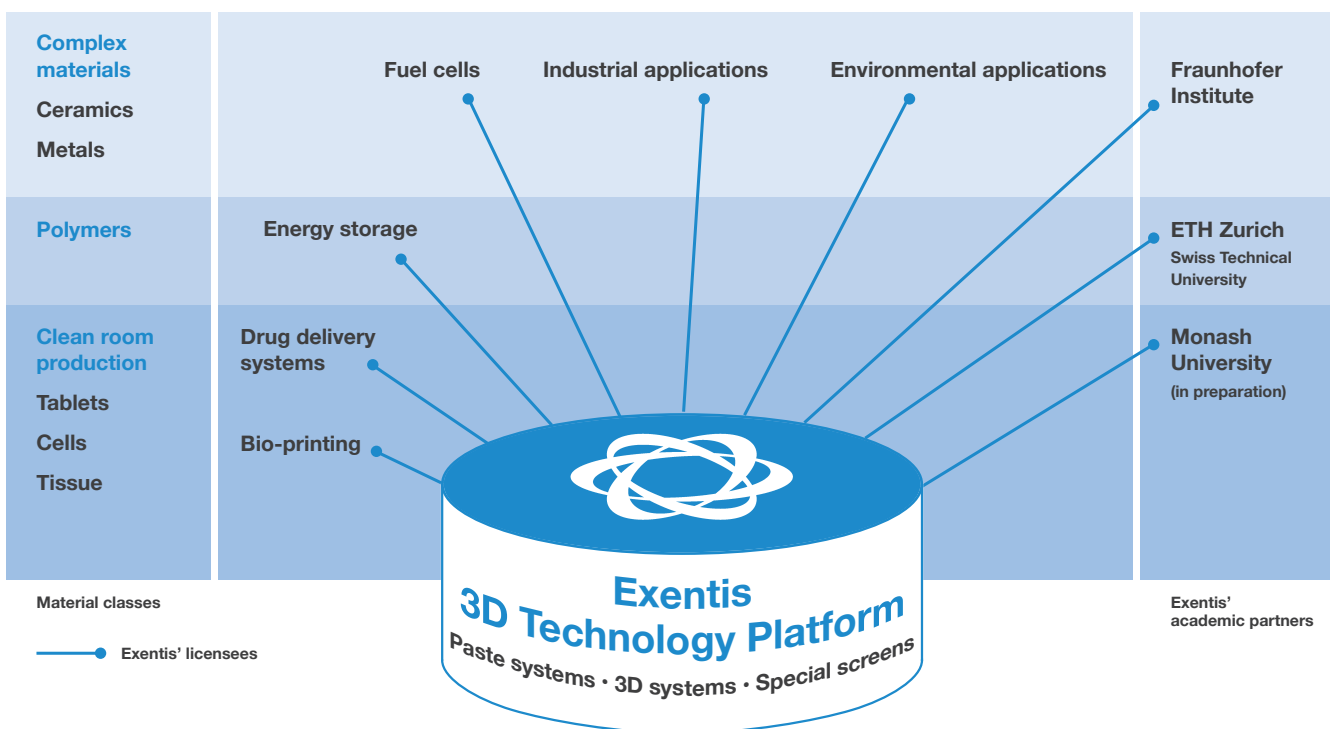 Complex
materials
Ceramics
Metals
Polymers
Clean room
production
Tablets
Cells
Tissue
Material classes
Exentis' licensees
Fuel cells
Industrial applications
Environmental applications
Energy storage
Drug delivery
systems
Bio-printing
Exentis
3D Technology Platform
Paste systems · 3D systems · Special screens
Fraunhofer
Institute
ETH Zurich
Swiss Technical
University
Monash
University
(in preparation)
Exentis'
academic partners